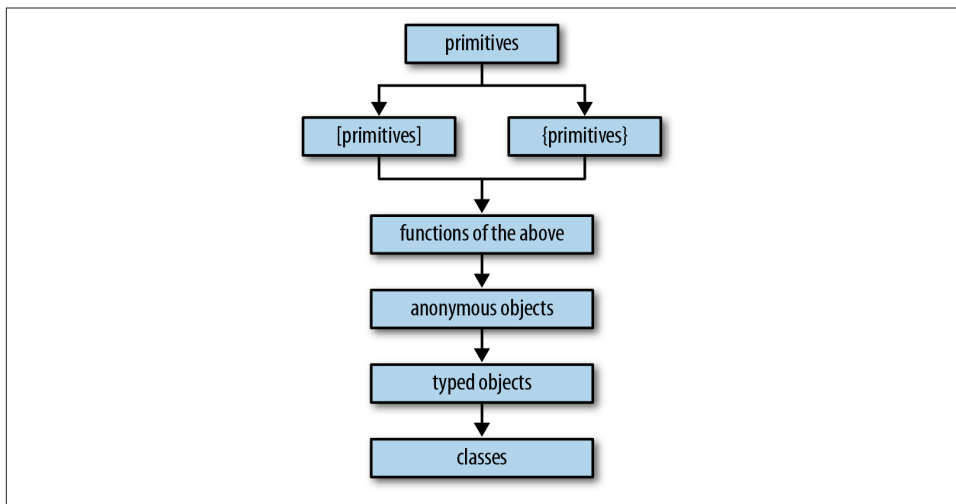 primitives
[primitives]
{primitives}
functions of the above
anonymous objects
typed objects
classes